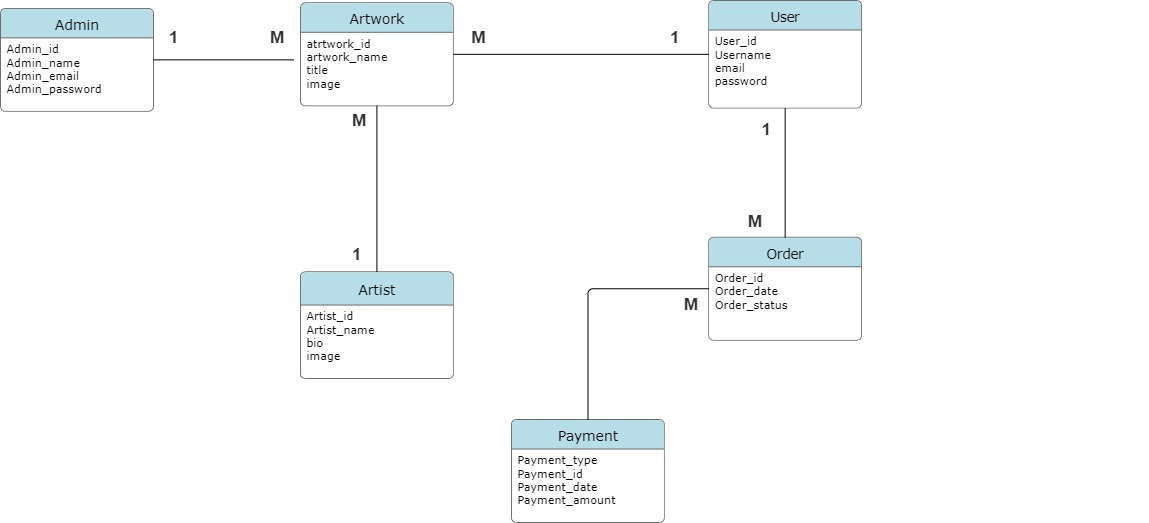 Admin
Admin_id
Admin_name
Admin_email
Admin_password
1
M
Artwork
atrtwork_id
artwork_name
title
image
M
1
User
User_id
Username
email
password
M
1
1
M
Artist
Artist_id
Artist_name
bio
image
Order
Order_id
Order_date
Order_status
M
Payment
Payment_type
Payment_id
Payment_date
Payment_amount